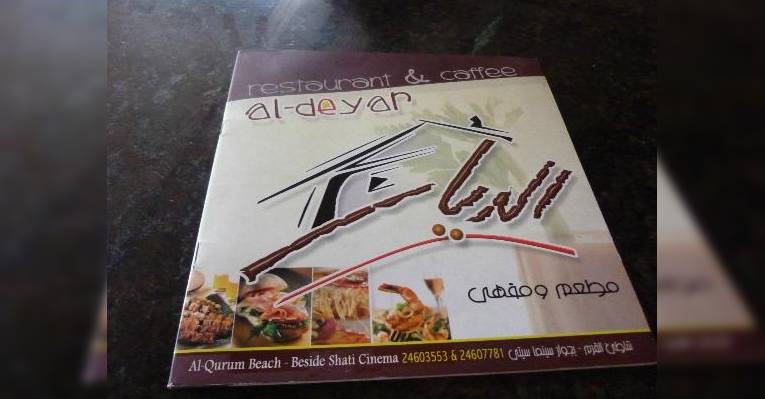 restaurant & caffee
al-deyar
الديار
مطعم ومقهى
Al-Qurum Beach - Beside Shati Cinema 24603553 & 24607781 شاطئ القرم - بجوار سينما سيتي